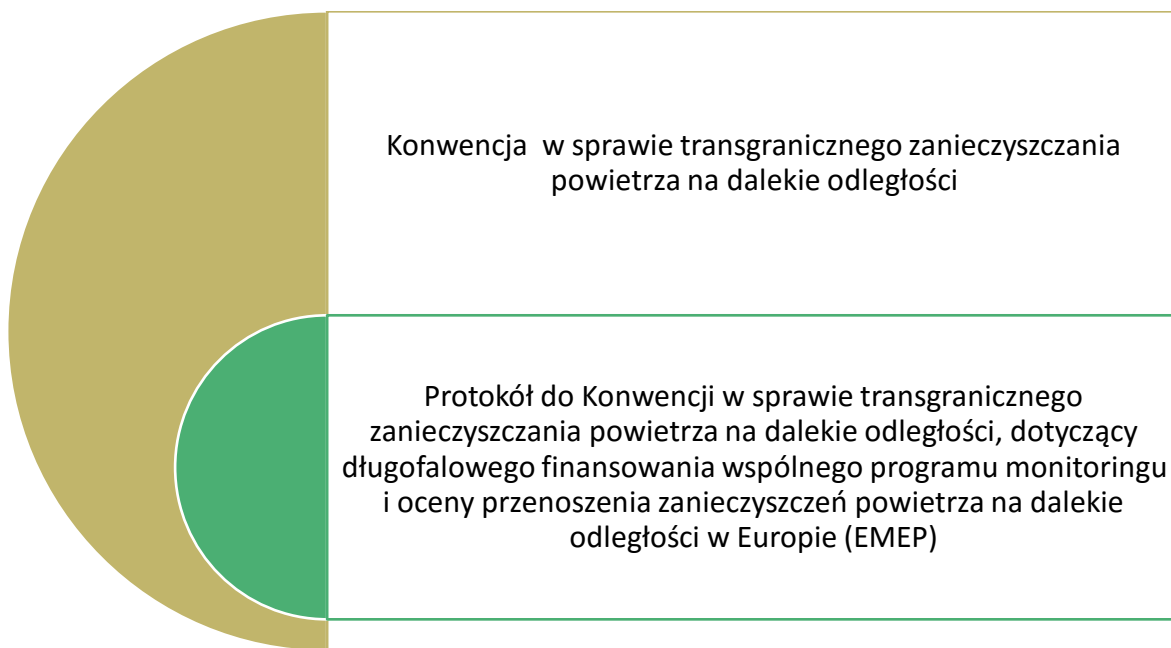 Konwencja  w sprawie transgranicznego zanieczyszczania
powietrza na dalekie odległości
Protokół do Konwencji w sprawie transgranicznego
zanieczyszczania powietrza na dalekie odległości, dotyczący
długofalowego finansowania wspólnego programu monitoringu
i oceny przenoszenia zanieczyszczeń powietrza na dalekie
odległości w Europie (EMEP)